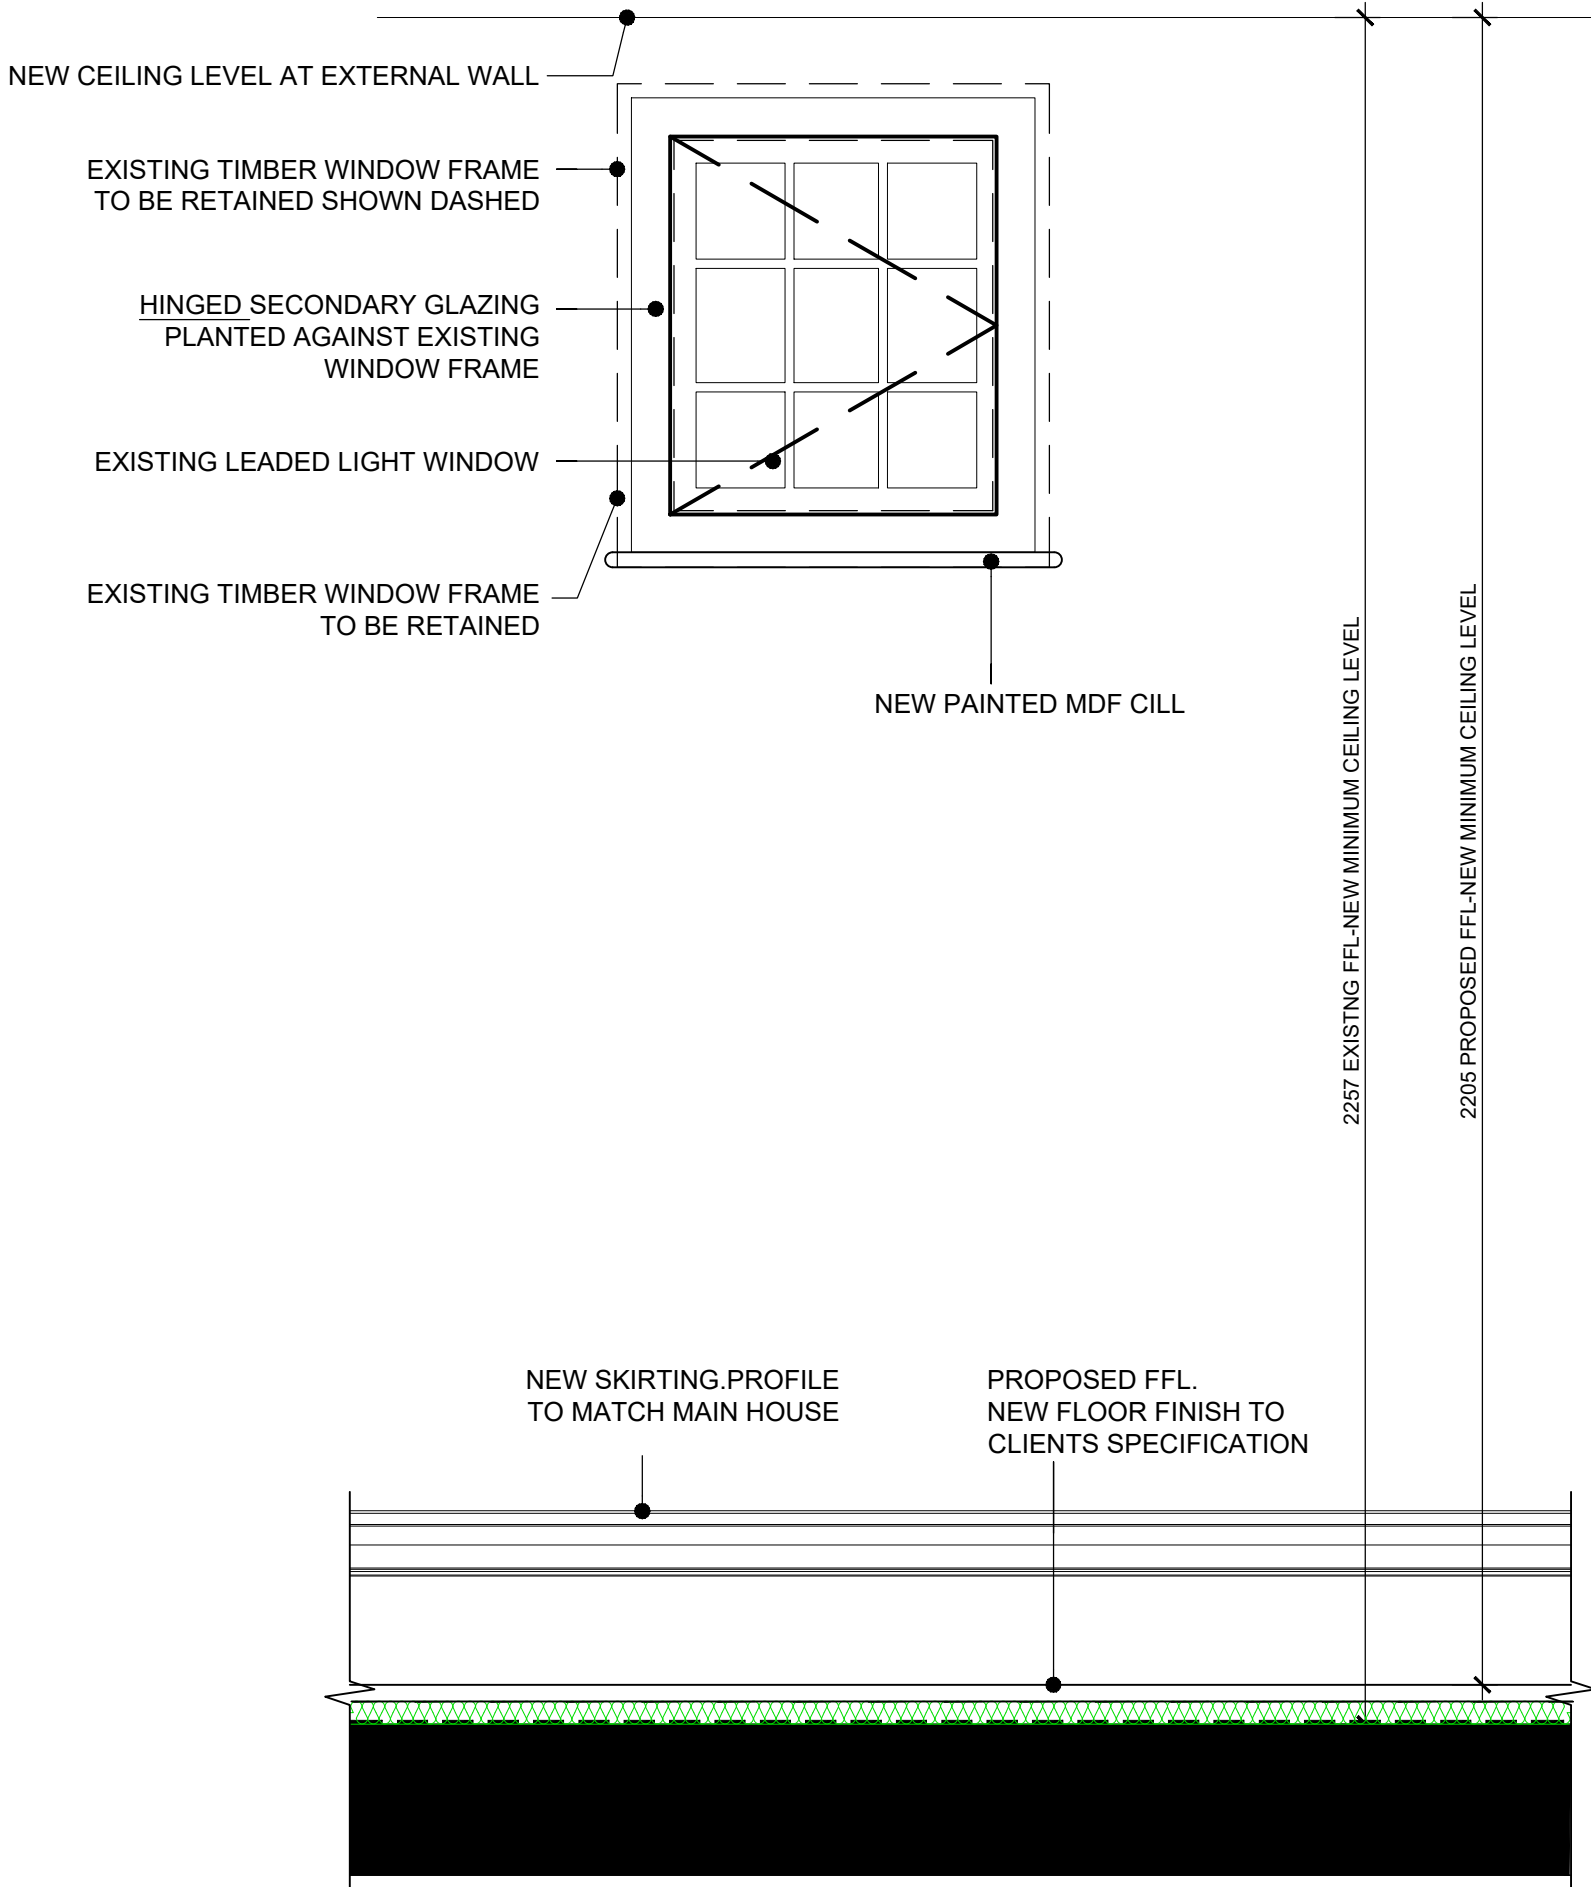 NEW CEILING LEVEL AT EXTERNAL WALL
EXISTING TIMBER WINDOW FRAME
TO BE RETAINED SHOWN DASHED
HINGED SECONDARY GLAZING
PLANTED AGAINST EXISTING
WINDOW FRAME
EXISTING LEADED LIGHT WINDOW
EXISTING TIMBER WINDOW FRAME
TO BE RETAINED
NEW PAINTED MDF CILL
2257 EXISTNG FFL-NEW MINIMUM CEILING LEVEL
2205 PROPOSED FFL-NEW MINIMUM CEILING LEVEL
NEW SKIRTING.PROFILE
TO MATCH MAIN HOUSE
PROPOSED FFL.
NEW FLOOR FINISH TO
CLIENTS SPECIFICATION